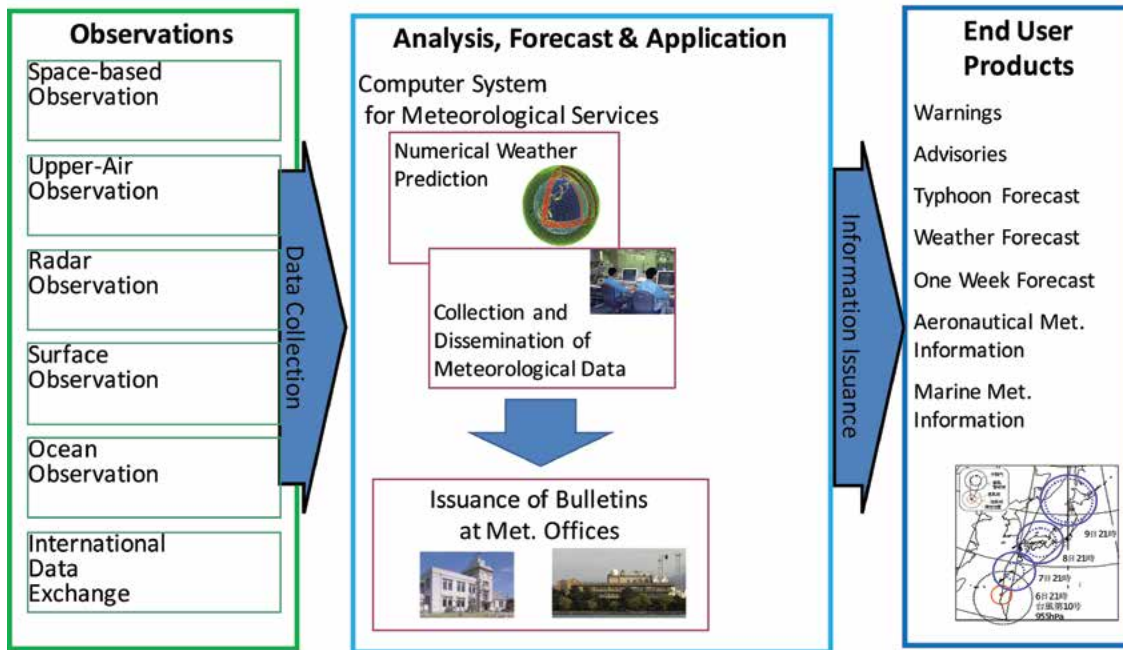 Observations
Space-based
Observation
Upper-Air
Observation
Radar
Observation
Surface
Observation
Ocean
Observation
International
Data
Exchange
Data Collection
Analysis, Forecast & Application
Computer System
for Meteorological Services
Numerical Weather
Prediction
Collection and
Dissemination of
Meteorological Data
Issuance of Bulletins
at Met. Offices
Information Issuance
End User
Products
Warnings
Advisories
Typhoon Forecast
Weather Forecast
One Week Forecast
Aeronautical Met.
Information
Marine Met.
Information
9日21時
8日21時
7日21時
6日21時
台風第10号
955hPa